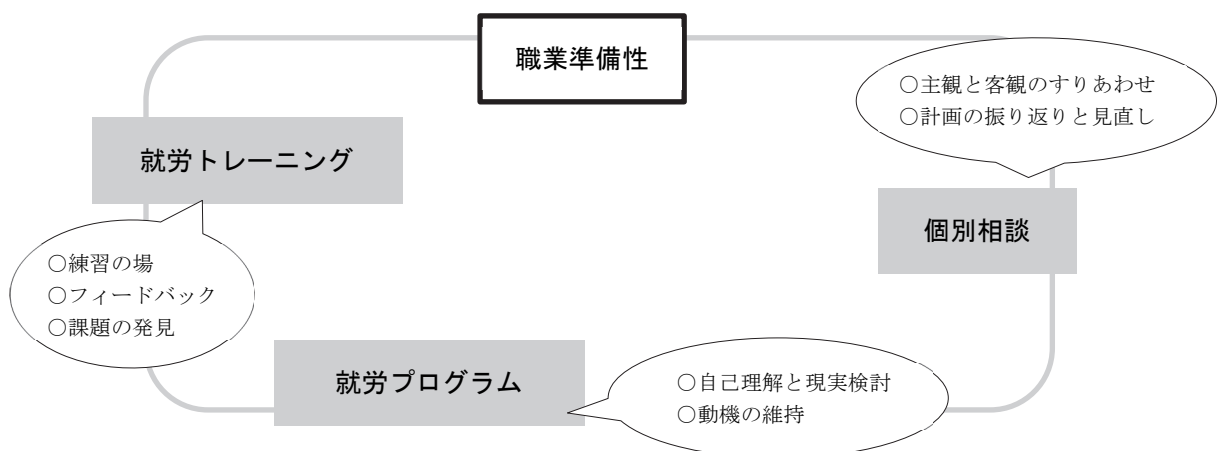 職業準備性
○主観と客観のすりあわせ
○計画の振り返りと見直し
就労トレーニング
個別相談
○練習の場
○フィードバック
○課題の発見
就労プログラム
○自己理解と現実検討
○動機の維持